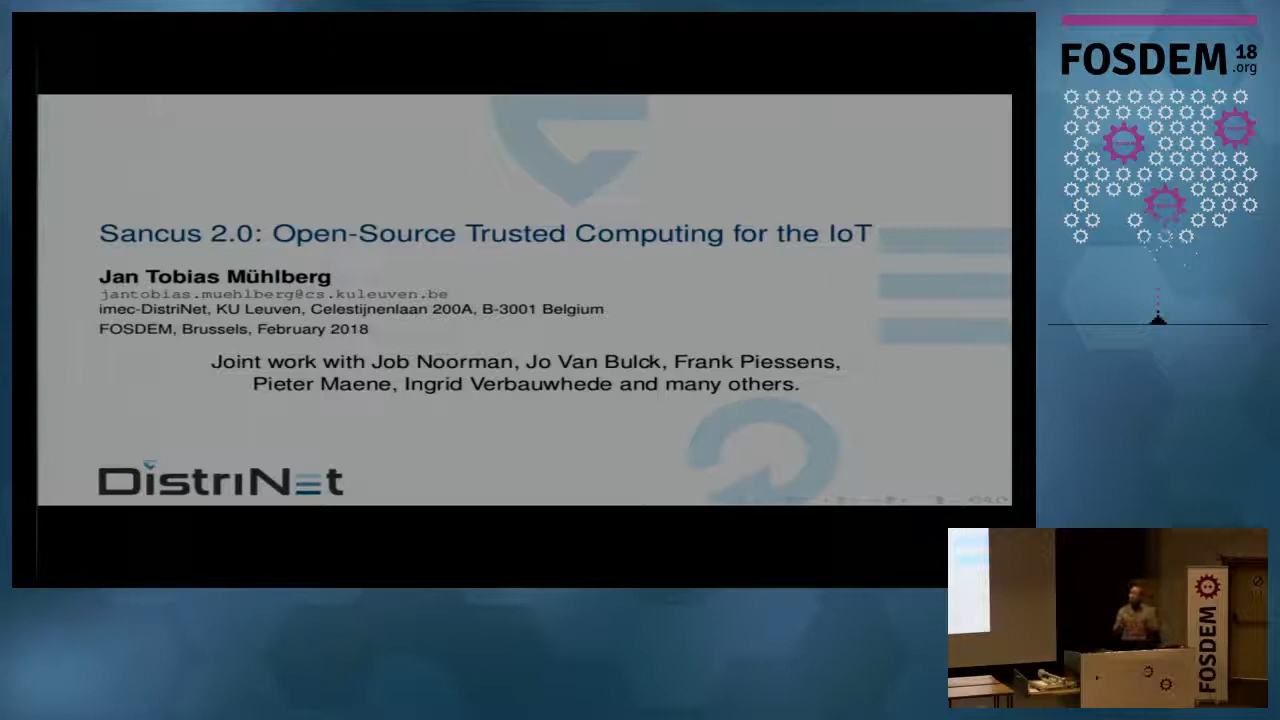 Sancus 2.0: Open-Source Trusted Computing for the IoT
Jan Tobias Mühlberg
jantobias.muehlberg@cs.kuleuven.be
imec-DistriNet, KU Leuven, Celestijnenlaan 200A, B-3001 Belgium
FOSDEM, Brussels, February 2018
Joint work with Job Noorman, Jo Van Bulck, Frank Piessens,
Pieter Maene, Ingrid Verbauwhede and many others.
DistriNet
FOSDEM 18
.org
FOSDEM